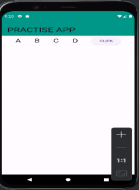 PRACTISE APP
A B C D CLICK
1:1